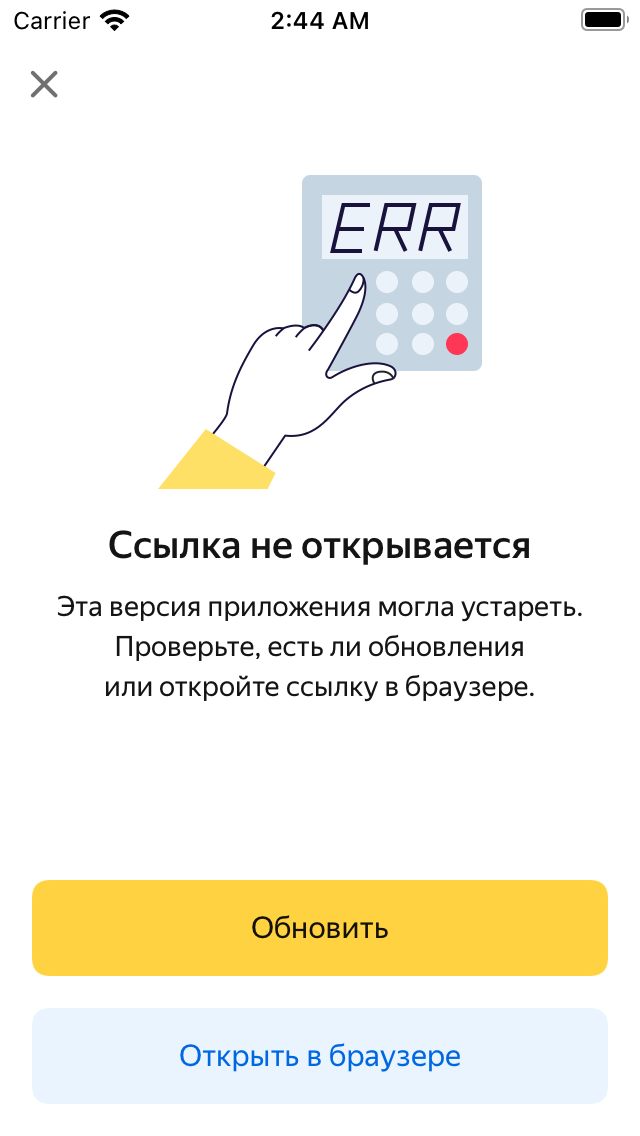 Carrier 2:44 AM
ERR
Ссылка не открывается
Эта версия приложения могла устареть.
Проверьте, есть ли обновления
или откройте ссылку в браузере.
Обновить
Открыть в браузере